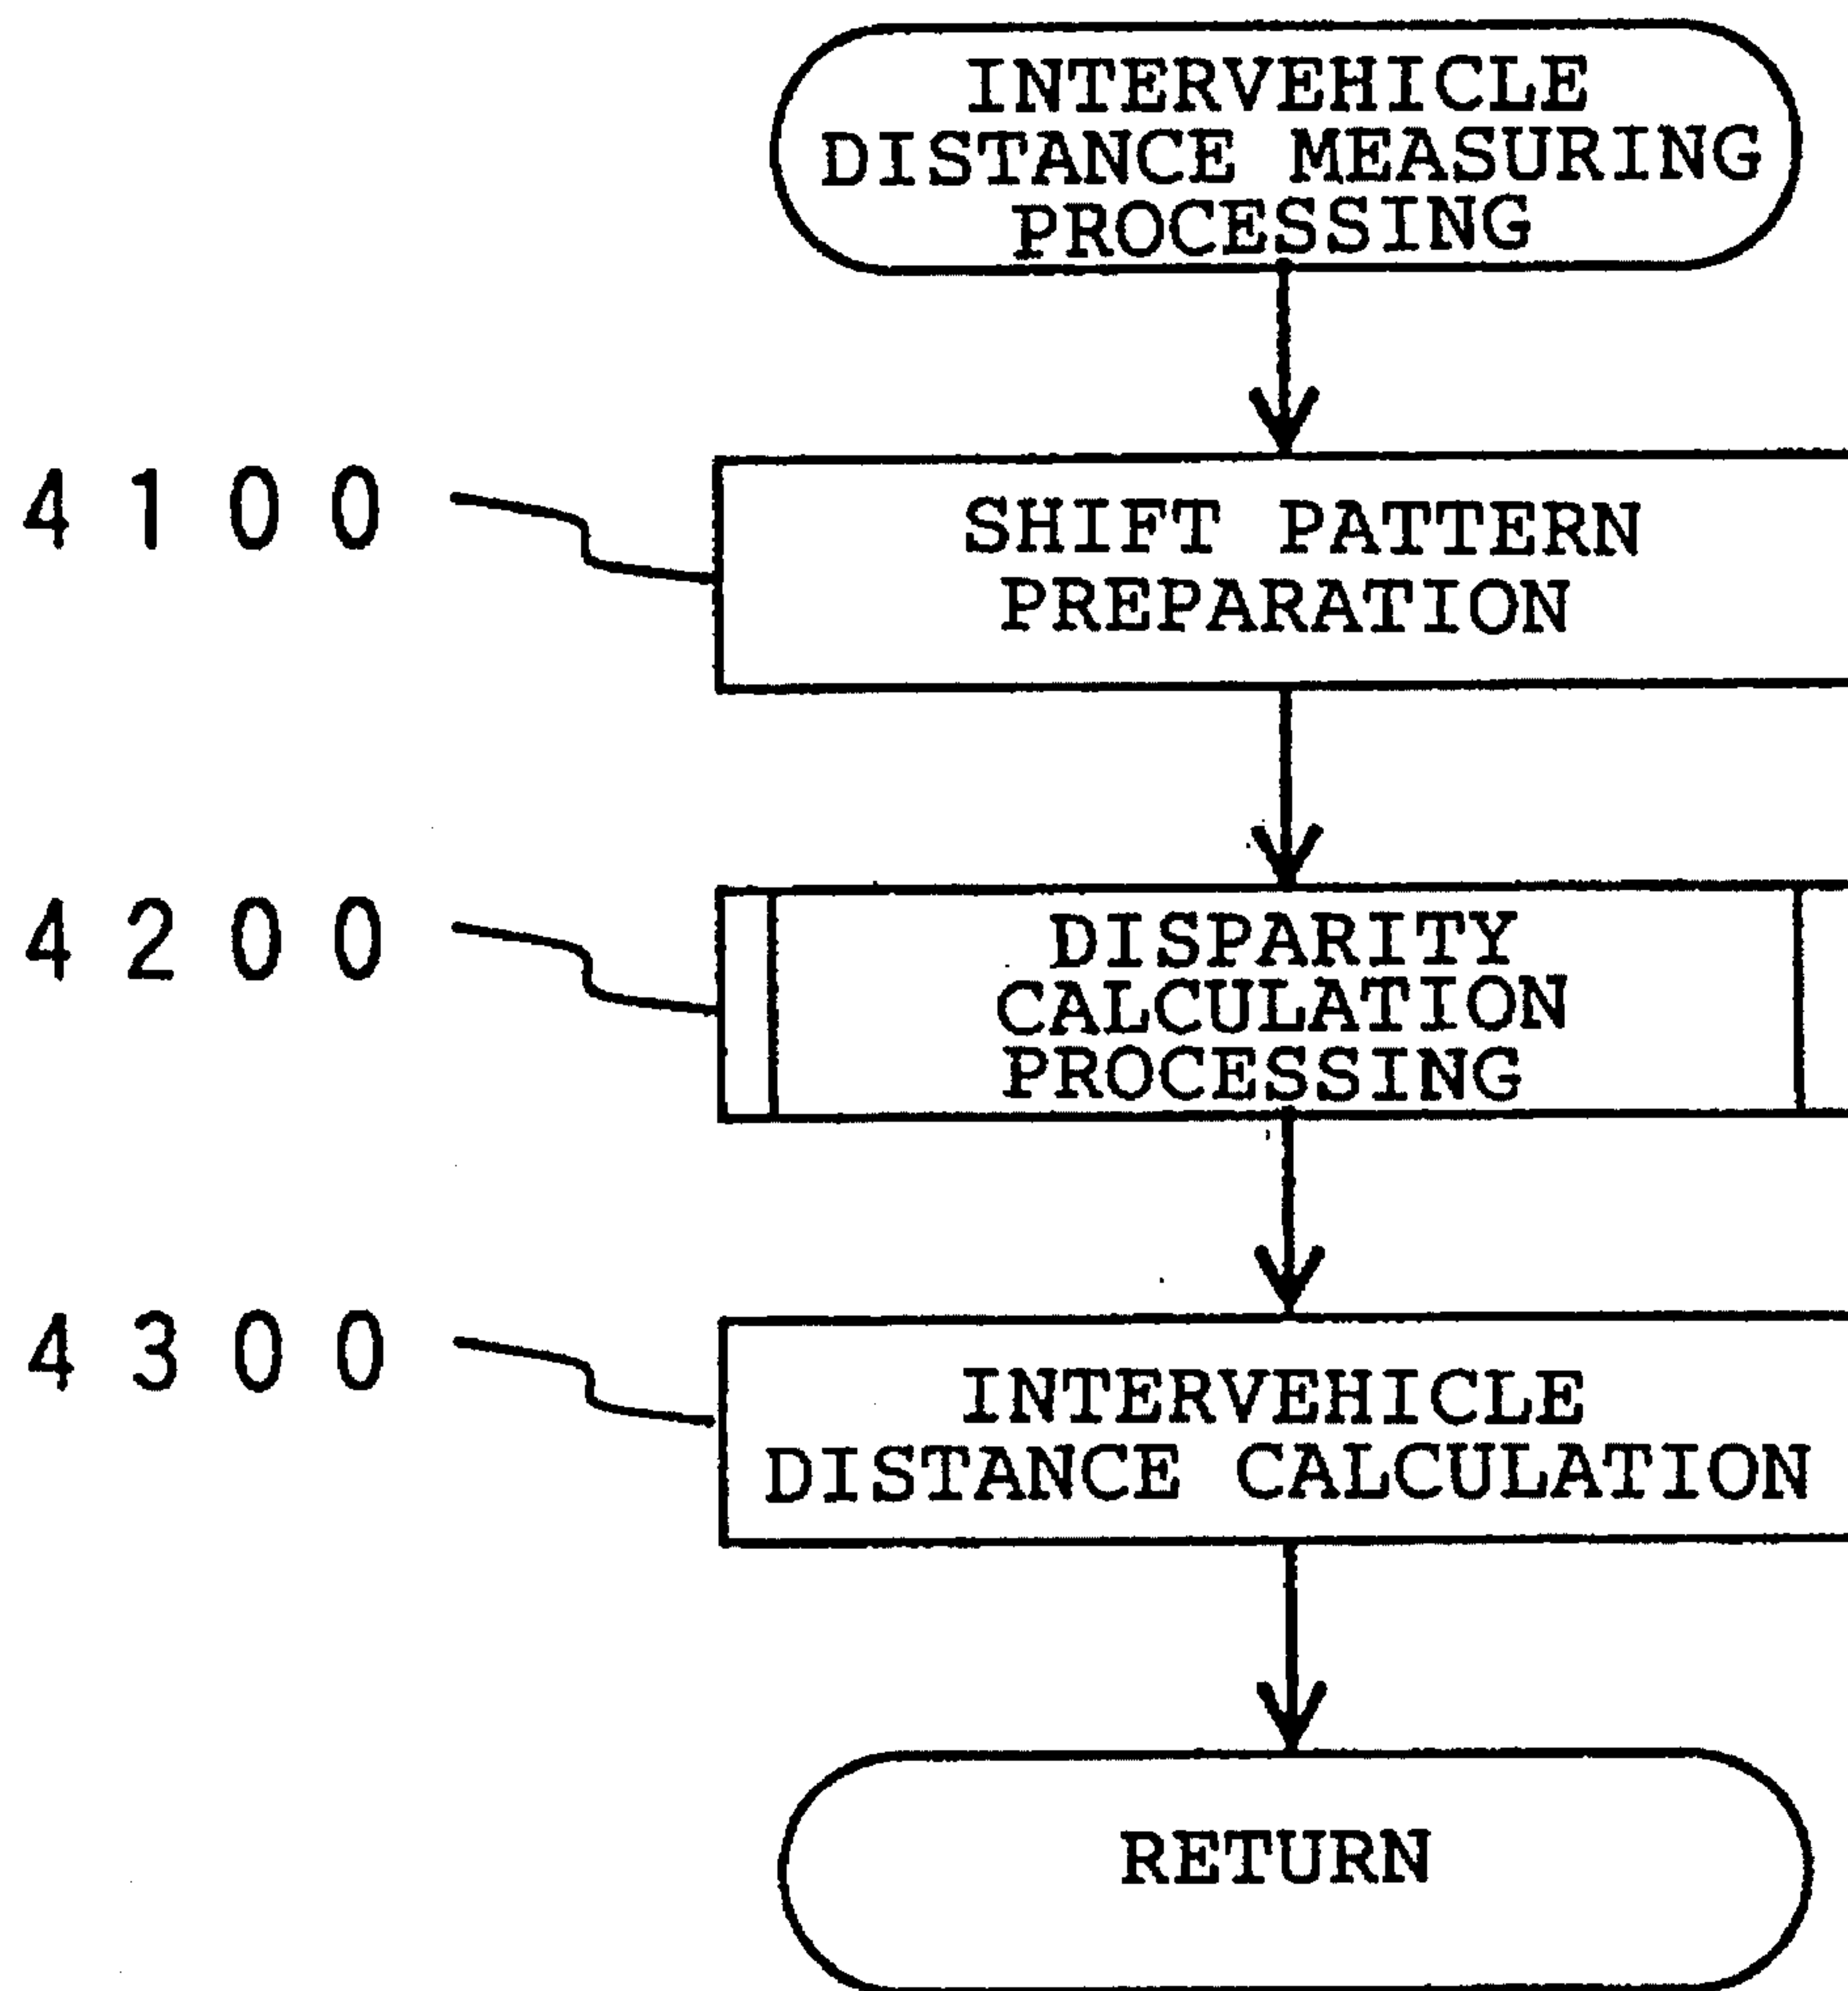 INTERVEHICLE
DISTANCE MEASURING
PROCESSING
4100
SHIFT PATTERN
PREPARATION
4200
DISPARITY
CALCULATION
PROCESSING
4300
INTERVEHICLE
DISTANCE CALCULATION
RETURN